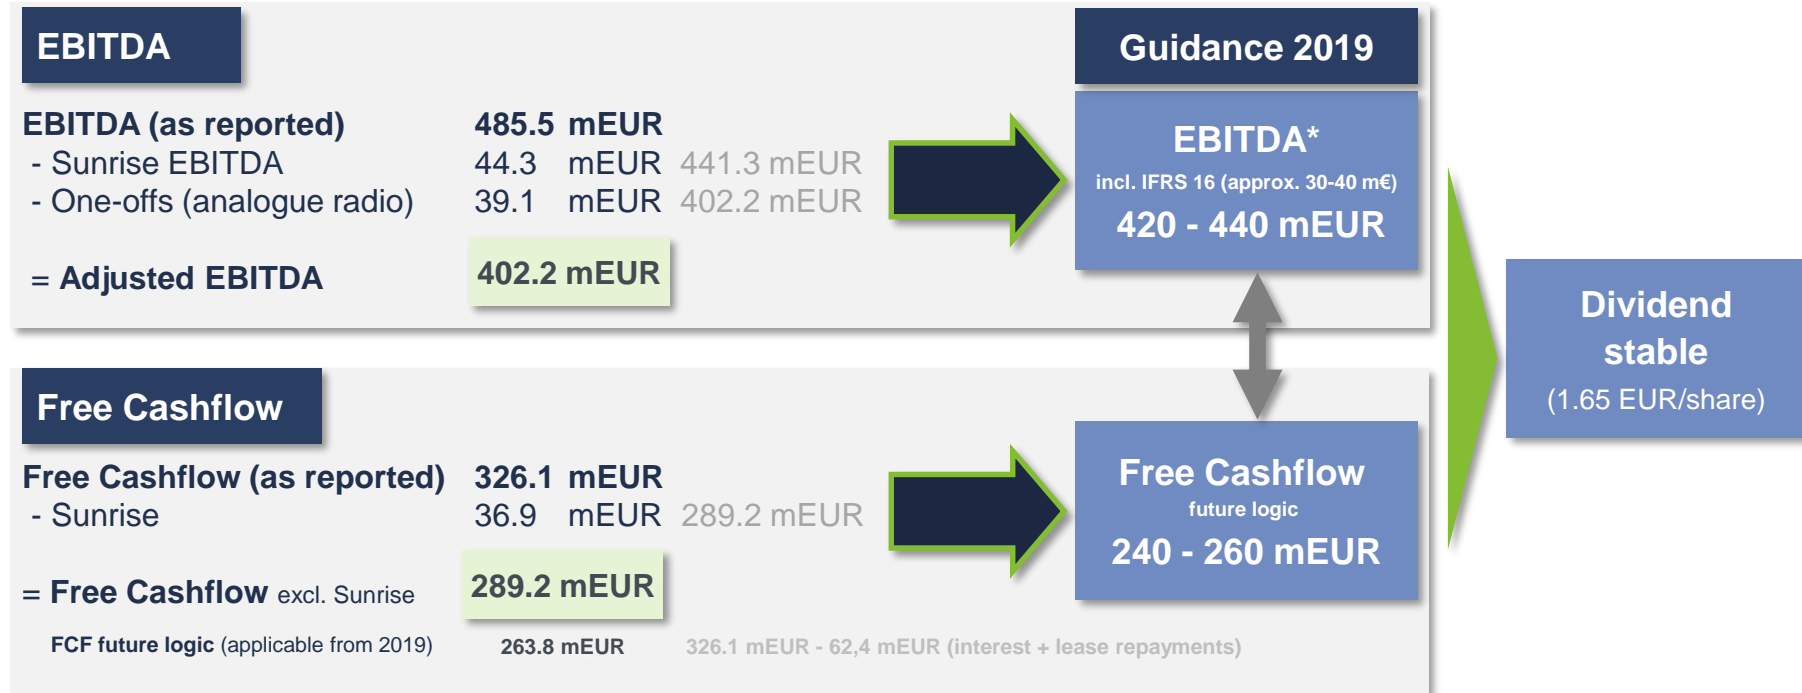 EBITDA
EBITDA (as reported) 485.5 mEUR
- Sunrise EBITDA 44.3 mEUR 441.3 mEUR
- One-offs (analogue radio) 39.1 mEUR 402.2 mEUR
= Adjusted EBITDA 402.2 mEUR
Guidance 2019
EBITDA*
incl. IFRS 16 (approx. 30-40 m€)
420 - 440 mEUR
Free Cashflow
Free Cashflow (as reported) 326.1 mEUR
- Sunrise 36.9 mEUR 289.2 mEUR
= Free Cashflow excl. Sunrise 289.2 mEUR
FCF future logic (applicable from 2019) 263.8 mEUR 326.1 mEUR - 62,4 mEUR (interest + lease repayments)
Free Cashflow
future logic
240 - 260 mEUR
Dividend
stable
(1.65 EUR/share)